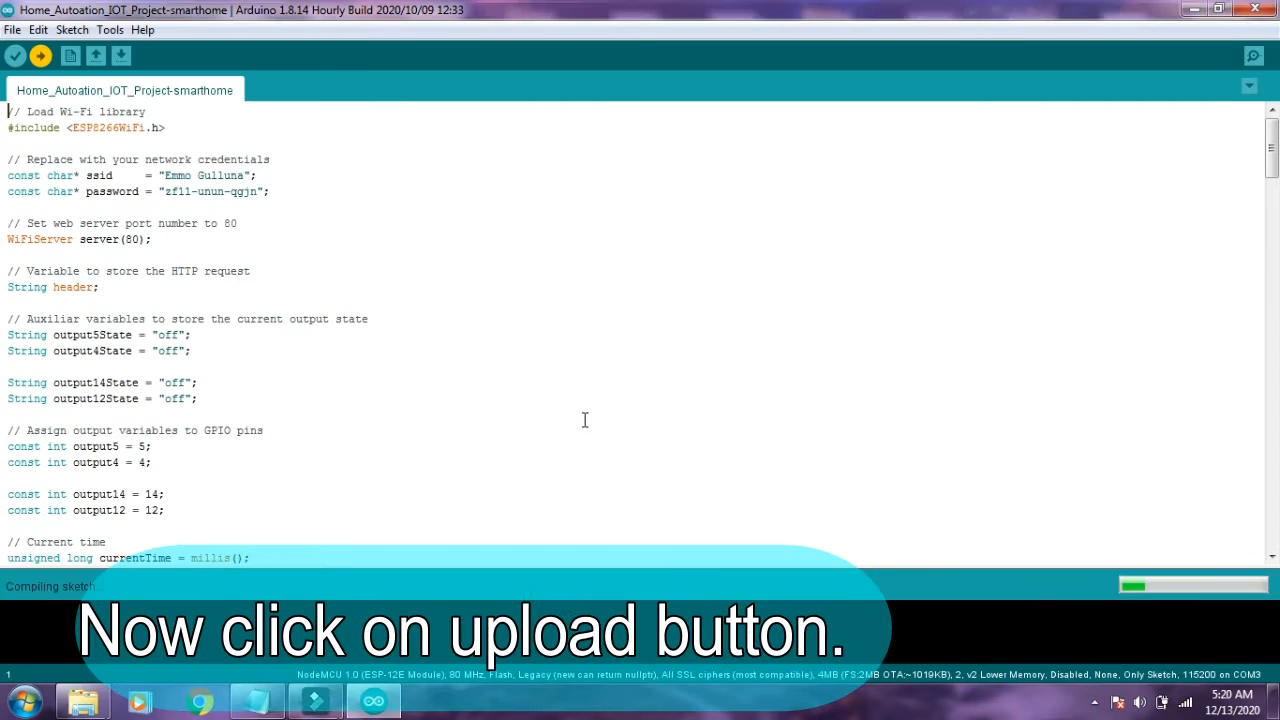 Home_Autoation_IOT_Project-smarthome | Arduino 1.8.14 Hourly Build 2020/10/09 12:33
File Edit Sketch Tools Help
Home_Autoation_IOT_Project-smarthome
// Load Wi-Fi library
#include <ESP8266WiFi.h>
// Replace with your network credentials
const char* ssid     = "Emmo Gulluna";
const char* password = "zf11-unun-qgjn";
// Set web server port number to 80
WiFiServer server(80);
// Variable to store the HTTP request
String header;
// Auxiliar variables to store the current output state
String output5State = "off";
String output4State = "off";
String output14State = "off";
String output12State = "off";
// Assign output variables to GPIO pins
const int output5 = 5;
const int output4 = 4;
const int output14 = 14;
const int output12 = 12;
// Current time
unsigned long currentTime = millis();
Compiling sketch...
Now click on upload button.
1
NodeMCU 1.0 (ESP-12E Module), 80 MHz, Flash, Legacy (new can return nullptr), All SSL ciphers (most compatible), 4MB (FS:2MB OTA:~1019KB), 2, v2 Lower Memory, Disabled, None, Only Sketch, 115200 on COM3
5:20 AM
12/13/2020